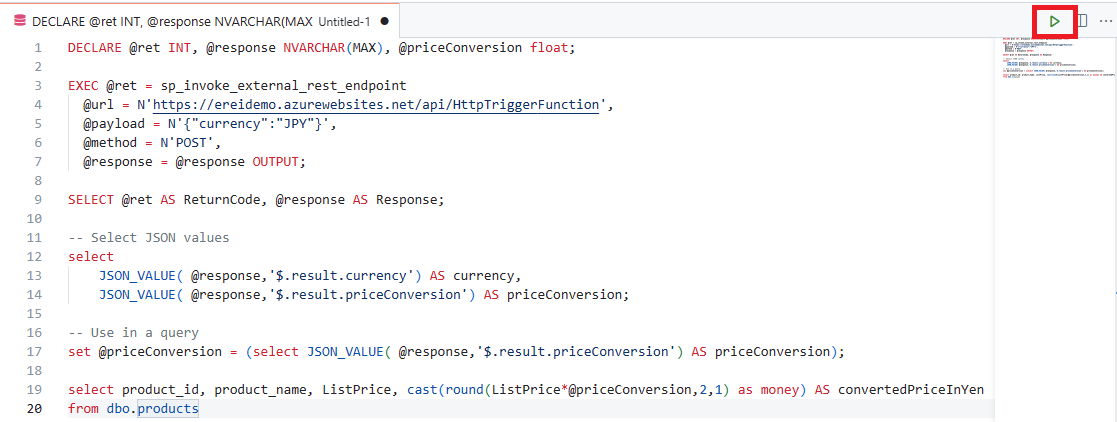 DECLARE @ret INT, @response NVARCHAR(MAX Untitled-1
1 DECLARE @ret INT, @response NVARCHAR(MAX), @priceConversion float;
2
3 EXEC @ret = sp_invoke_external_rest_endpoint
4 @url = N'https://ereidemo.azurewebsites.net/api/HttpTriggerFunction',
5 @payload = N'{"currency":"JPY"}',
6 @method = N'POST',
7 @response = @response OUTPUT;
8
9 SELECT @ret AS ReturnCode, @response AS Response;
10
11 -- Select JSON values
12 select
13 JSON_VALUE( @response,'$.result.currency') AS currency,
14 JSON_VALUE( @response,'$.result.priceConversion') AS priceConversion;
15
16 -- Use in a query
17 set @priceConversion = (select JSON_VALUE( @response,'$.result.priceConversion') AS priceConversion);
18
19 select product_id, product_name, ListPrice, cast(round(ListPrice*@priceConversion,2,1) as money) AS convertedPriceInYen
20 from dbo.products